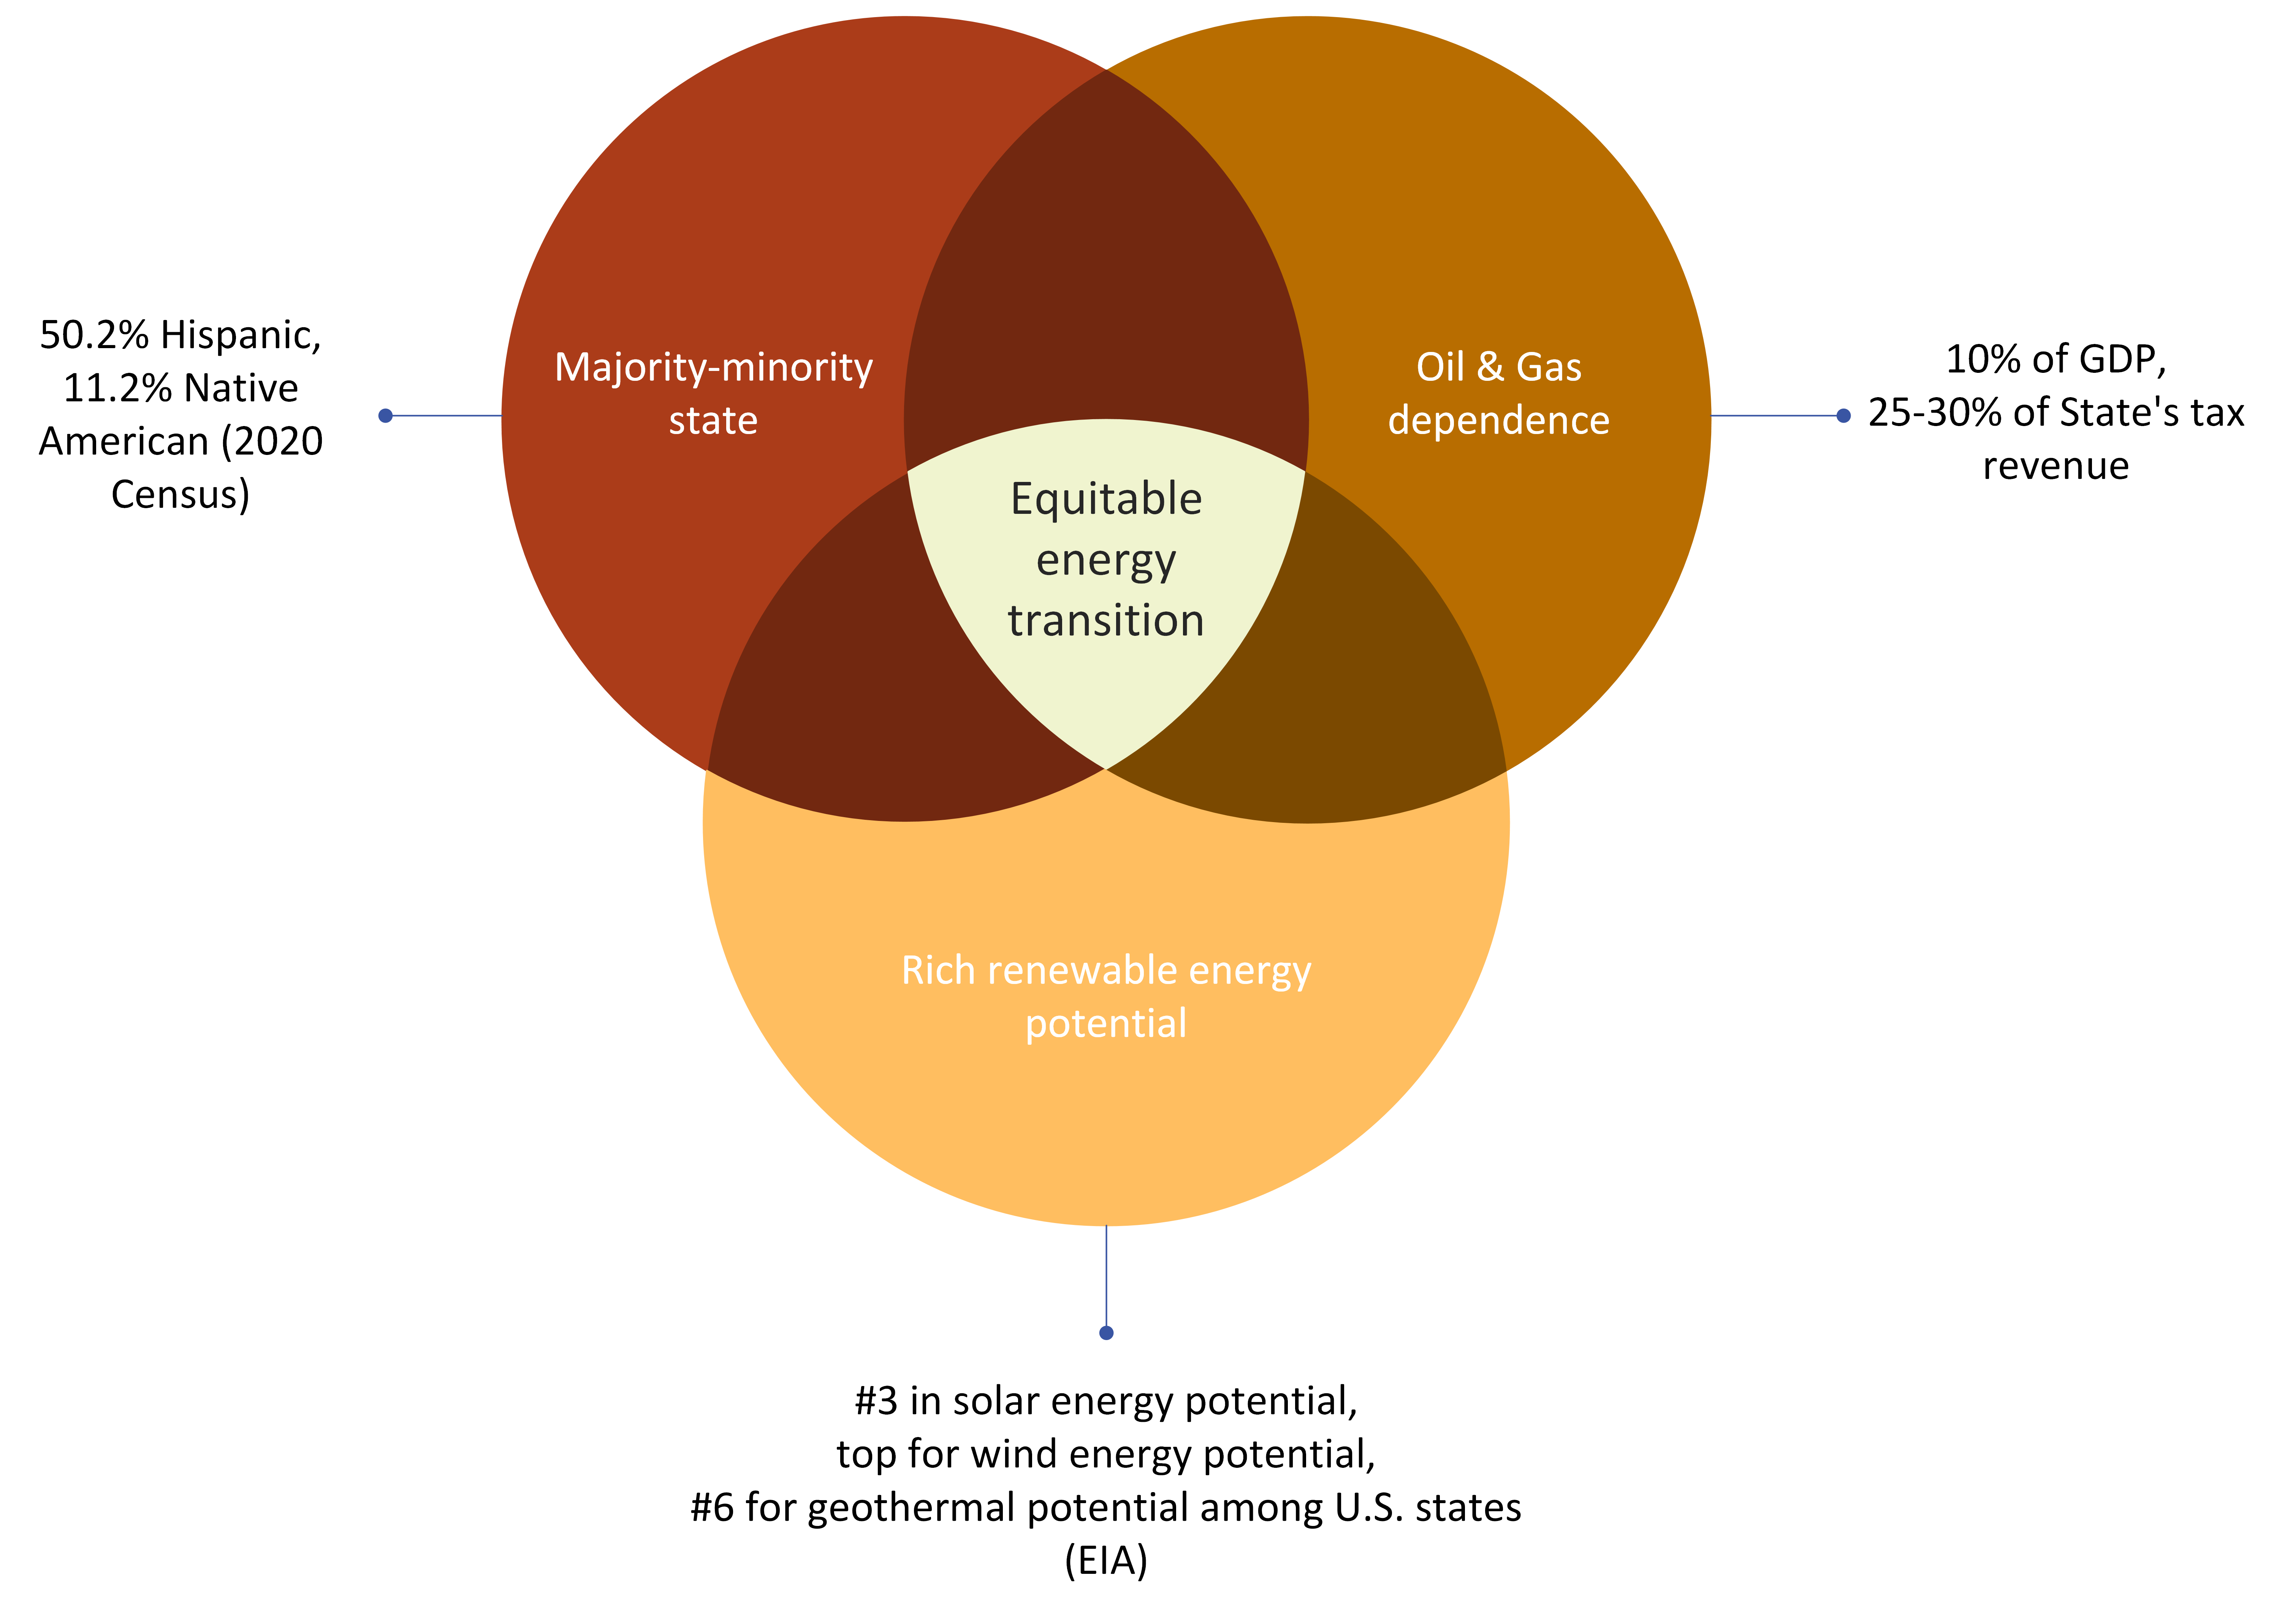 50.2% Hispanic,
11.2% Native
American (2020
Census)
Majority-minority
state
Oil & Gas
dependence
10% of GDP,
25-30% of State's tax
revenue
Equitable
energy
transition
Rich renewable energy
potential
#3 in solar energy potential,
top for wind energy potential,
#6 for geothermal potential among U.S. states
(EIA)